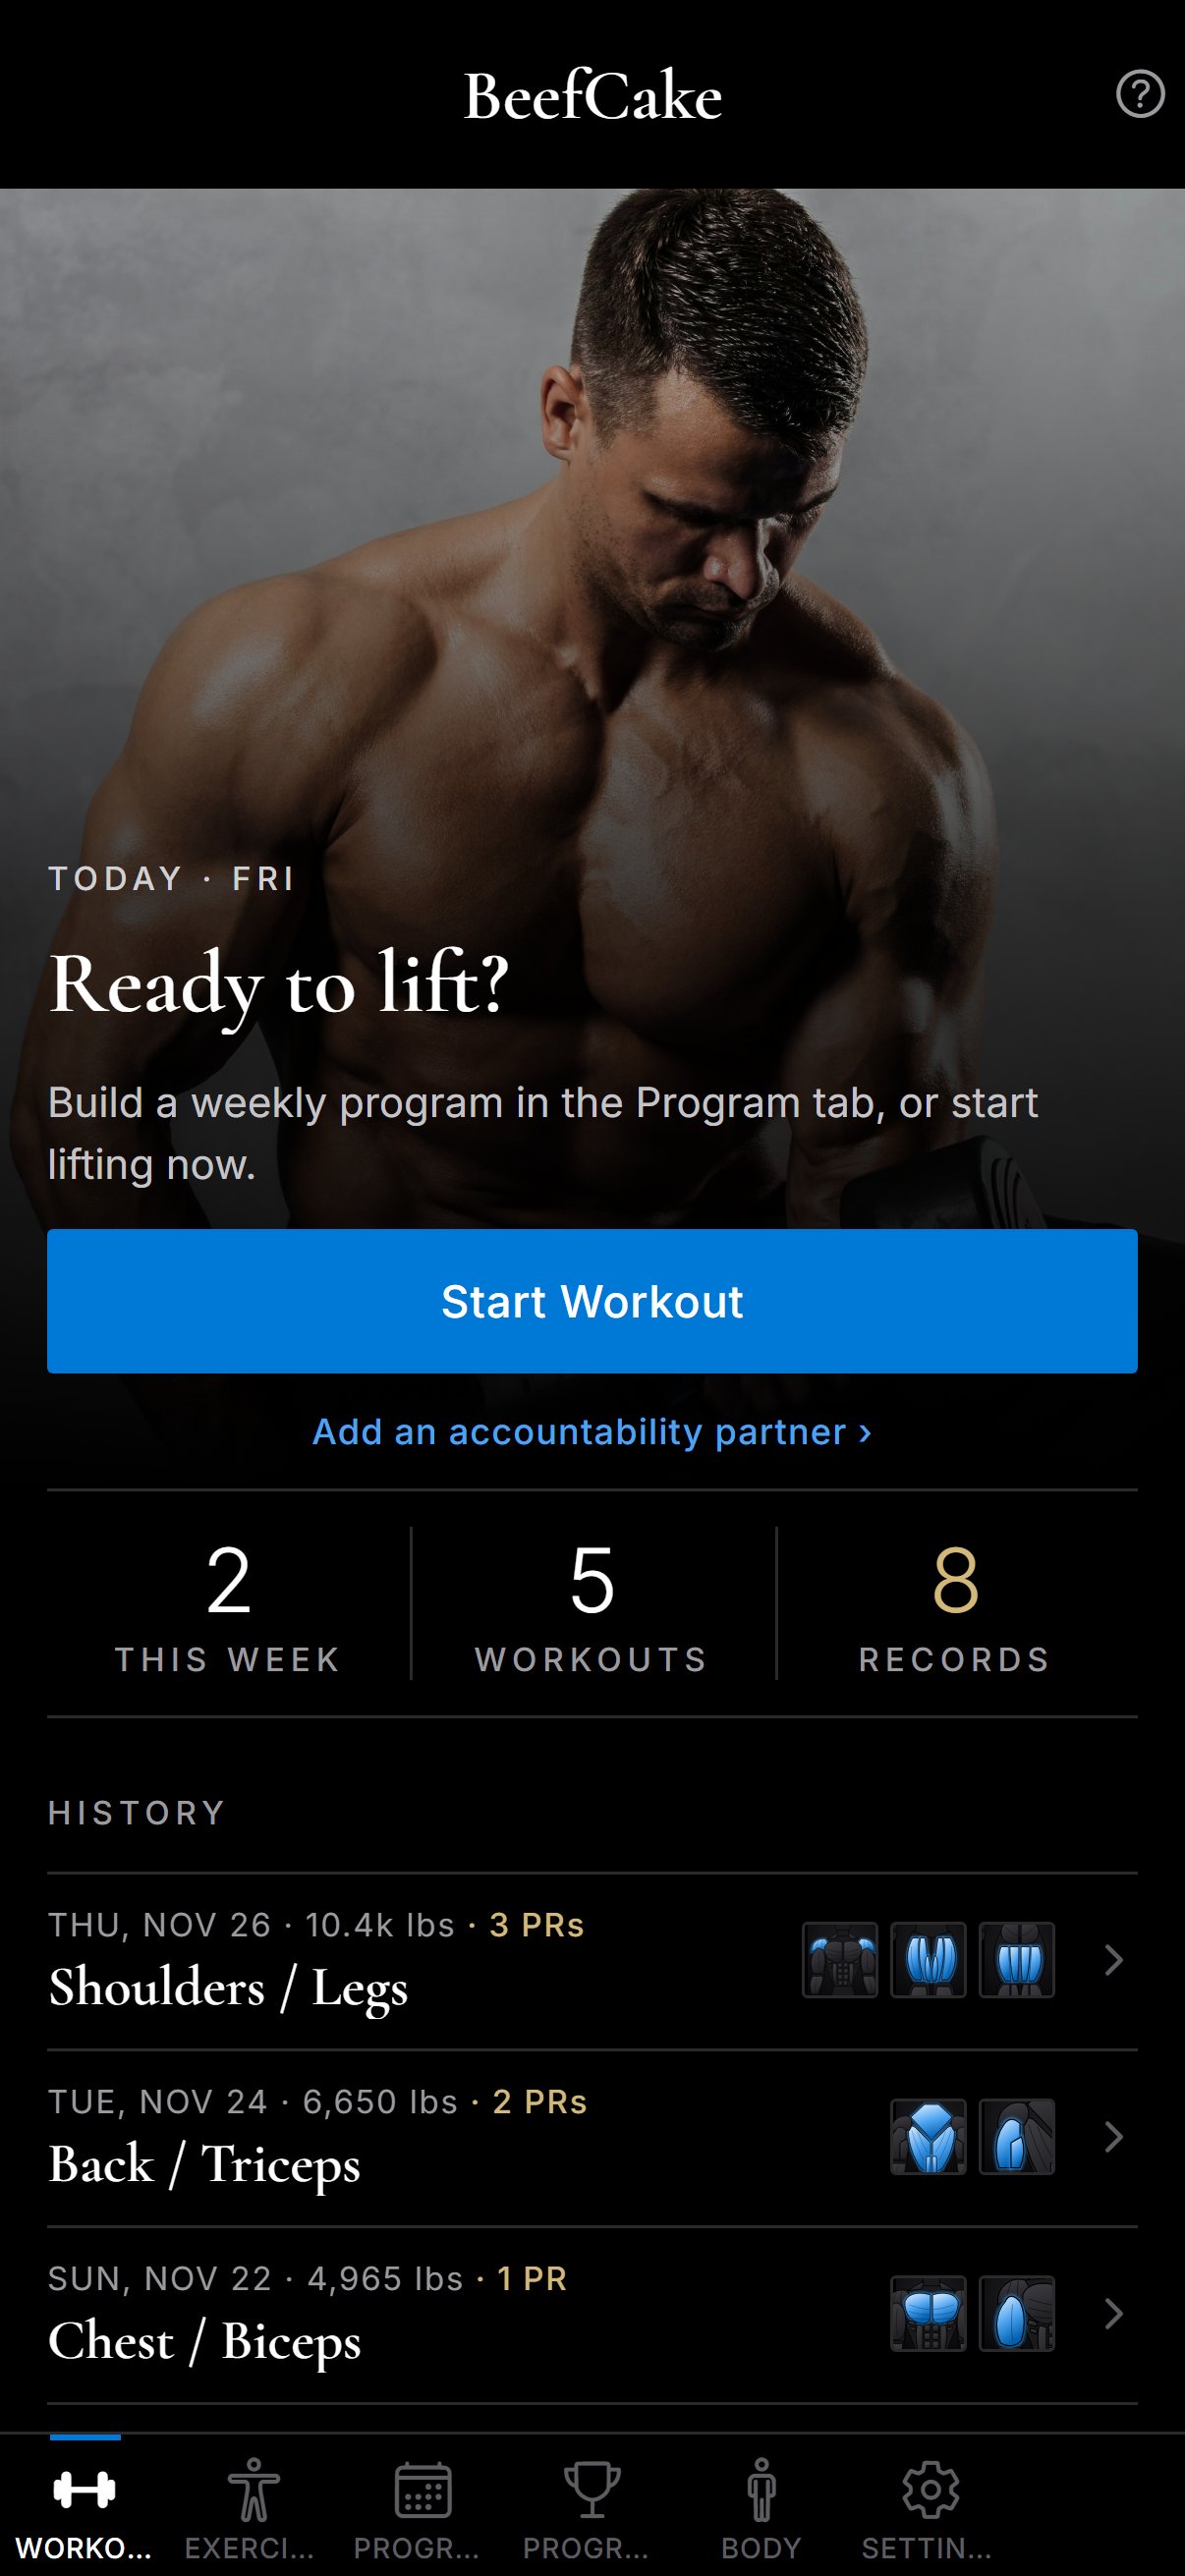 BeefCake
TODAY · FRI
Ready to lift?
Build a weekly program in the Program tab, or start
lifting now.
Start Workout
Add an accountability partner ›
2
THIS WEEK
5
WORKOUTS
8
RECORDS
HISTORY
THU, NOV 26 · 10.4k lbs · 3 PRs
Shoulders / Legs
TUE, NOV 24 · 6,650 lbs · 2 PRs
Back / Triceps
SUN, NOV 22 · 4,965 lbs · 1 PR
Chest / Biceps
WORKO... EXERCI... PROGR... PROGR... BODY SETTIN...